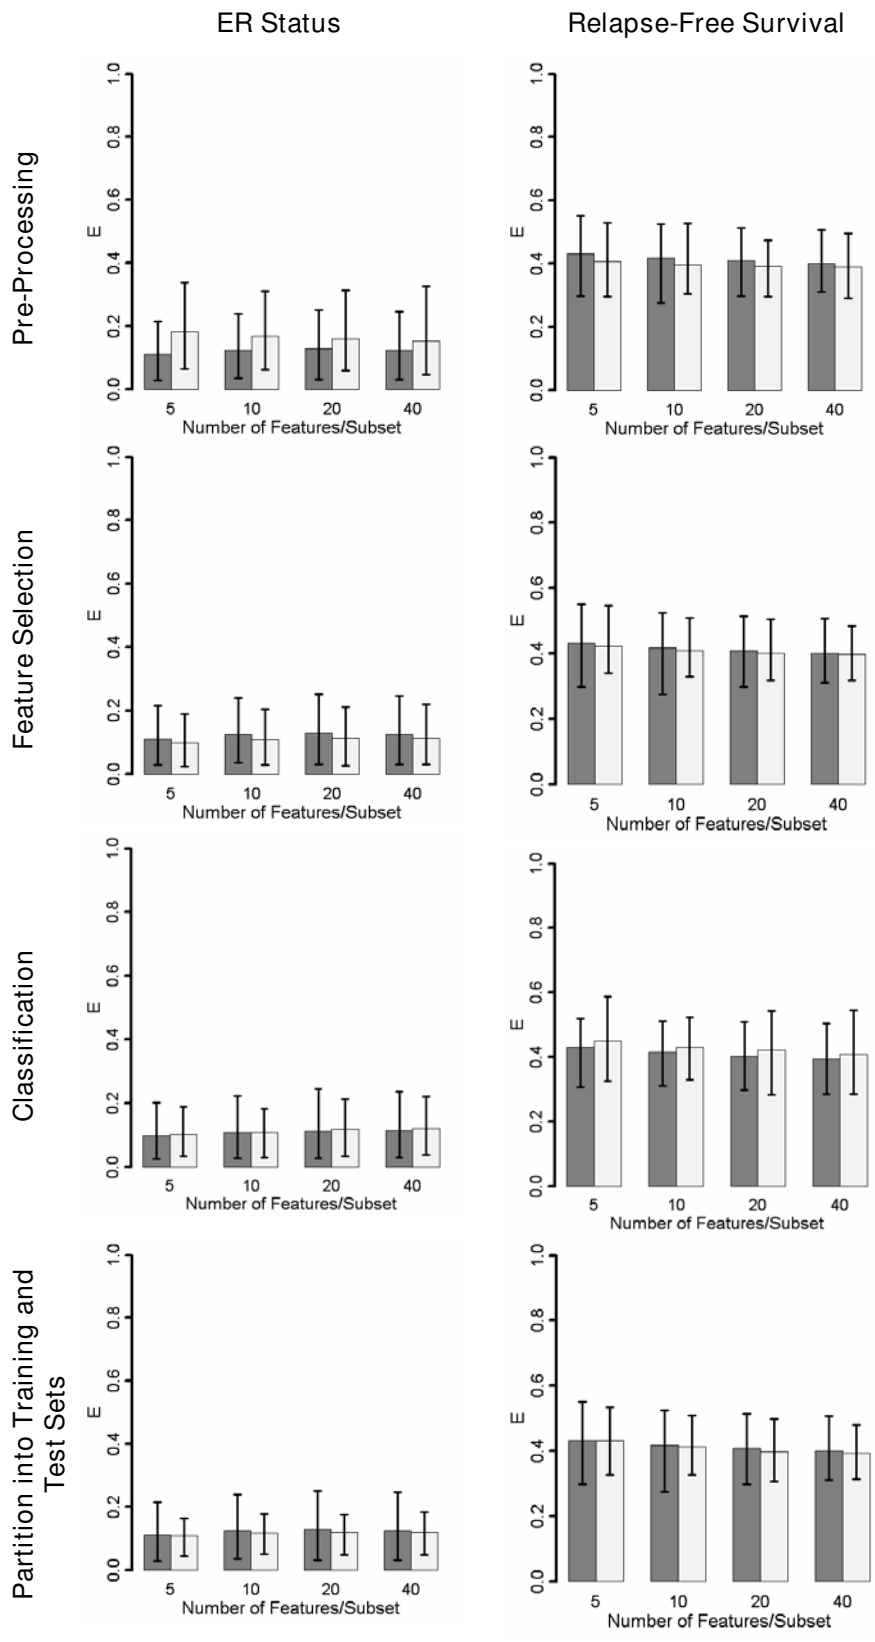 ER Status
Relapse-Free Survival
Pre-Processing
E
0.0 0.2 0.4 0.6 0.8 1.0
5 10 20 40
Number of Features/Subset
E
0.0 0.2 0.4 0.6 0.8 1.0
5 10 20 40
Number of Features/Subset
Feature Selection
E
0.0 0.2 0.4 0.6 0.8 1.0
5 10 20 40
Number of Features/Subset
E
0.0 0.2 0.4 0.6 0.8 1.0
5 10 20 40
Number of Features/Subset
Classification
E
0.0 0.2 0.4 0.6 0.8 1.0
5 10 20 40
Number of Features/Subset
E
0.0 0.2 0.4 0.6 0.8 1.0
5 10 20 40
Number of Features/Subset
Partition into Training and
Test Sets
E
0.0 0.2 0.4 0.6 0.8 1.0
5 10 20 40
Number of Features/Subset
E
0.0 0.2 0.4 0.6 0.8 1.0
5 10 20 40
Number of Features/Subset